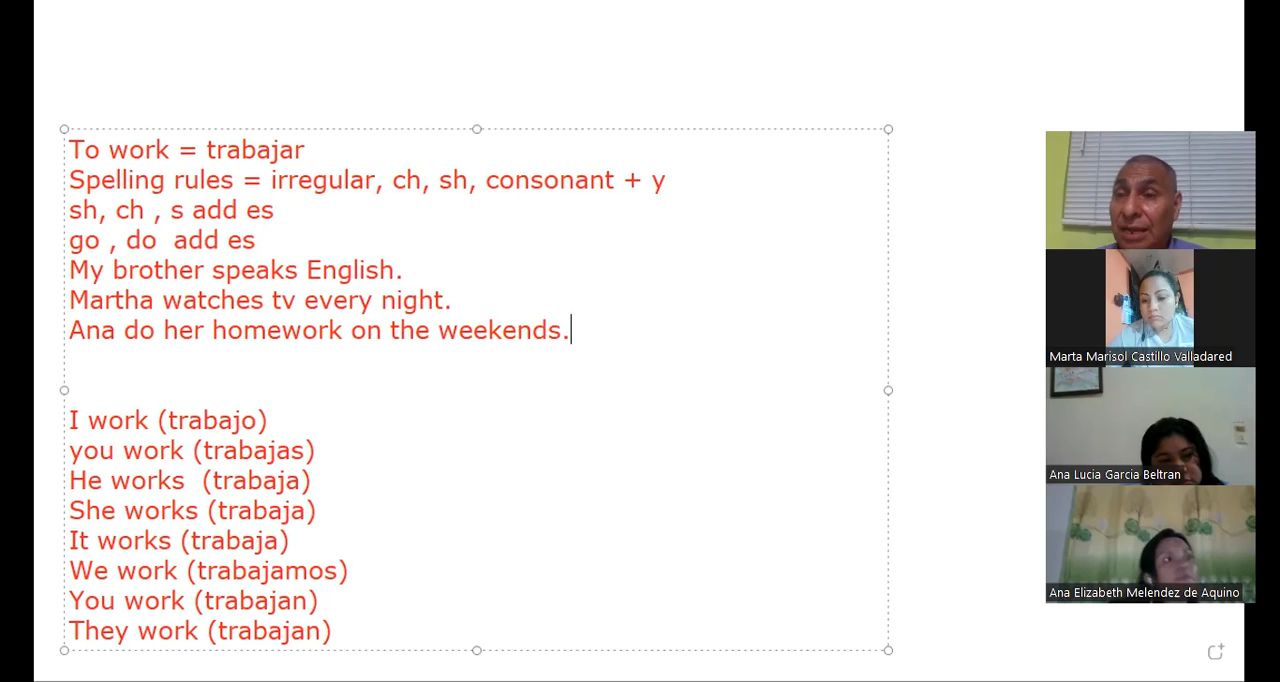 To work = trabajar
Spelling rules = irregular, ch, sh, consonant + y
sh, ch , s add es
go , do  add es
My brother speaks English.
Martha watches tv every night.
Ana do her homework on the weekends.
I work (trabajo)
you work (trabajas)
He works  (trabaja)
She works (trabaja)
It works (trabaja)
We work (trabajamos)
You work (trabajan)
They work (trabajan)
Marta Marisol Castillo Valladared
Ana Lucia Garcia Beltran
Ana Elizabeth Melendez de Aquino